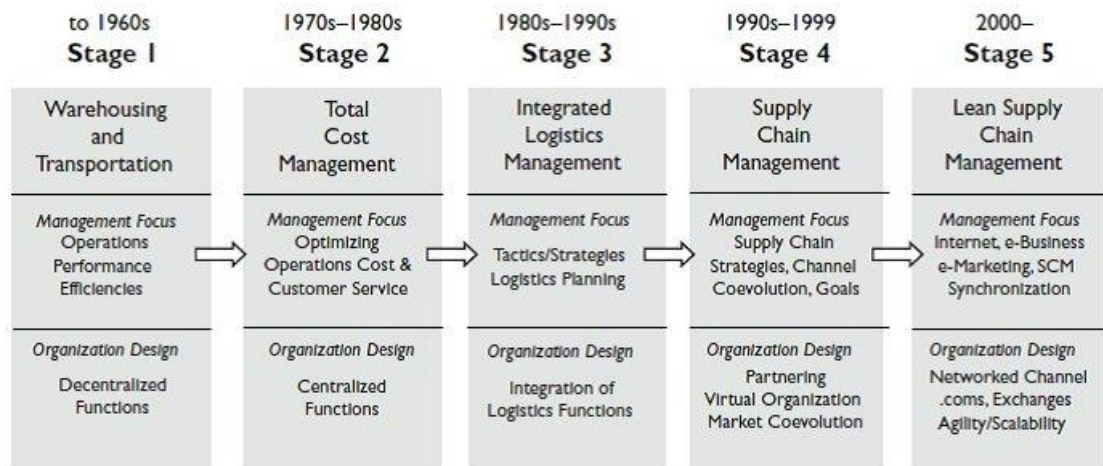 to 1960s
Stage 1
Warehousing
and
Transportation
Management Focus
Operations
Performance
Efficiencies
Organization Design
Decentralized
Functions
1970s–1980s
Stage 2
Total
Cost
Management
Management Focus
Optimizing
Operations Cost &
Customer Service
Organization Design
Centralized
Functions
1980s–1990s
Stage 3
Integrated
Logistics
Management
Management Focus
Tactics/Strategies
Logistics Planning
Organization Design
Integration of
Logistics Functions
1990s–1999
Stage 4
Supply
Chain
Management
Management Focus
Supply Chain
Strategies, Channel
Coevolution, Goals
Organization Design
Partnering
Virtual Organization
Market Coevolution
2000–
Stage 5
Lean Supply
Chain
Management
Management Focus
Internet, e-Business
e-Marketing, SCM
Synchronization
Organization Design
Networked Channel
.coms, Exchanges
Agility/Scalability